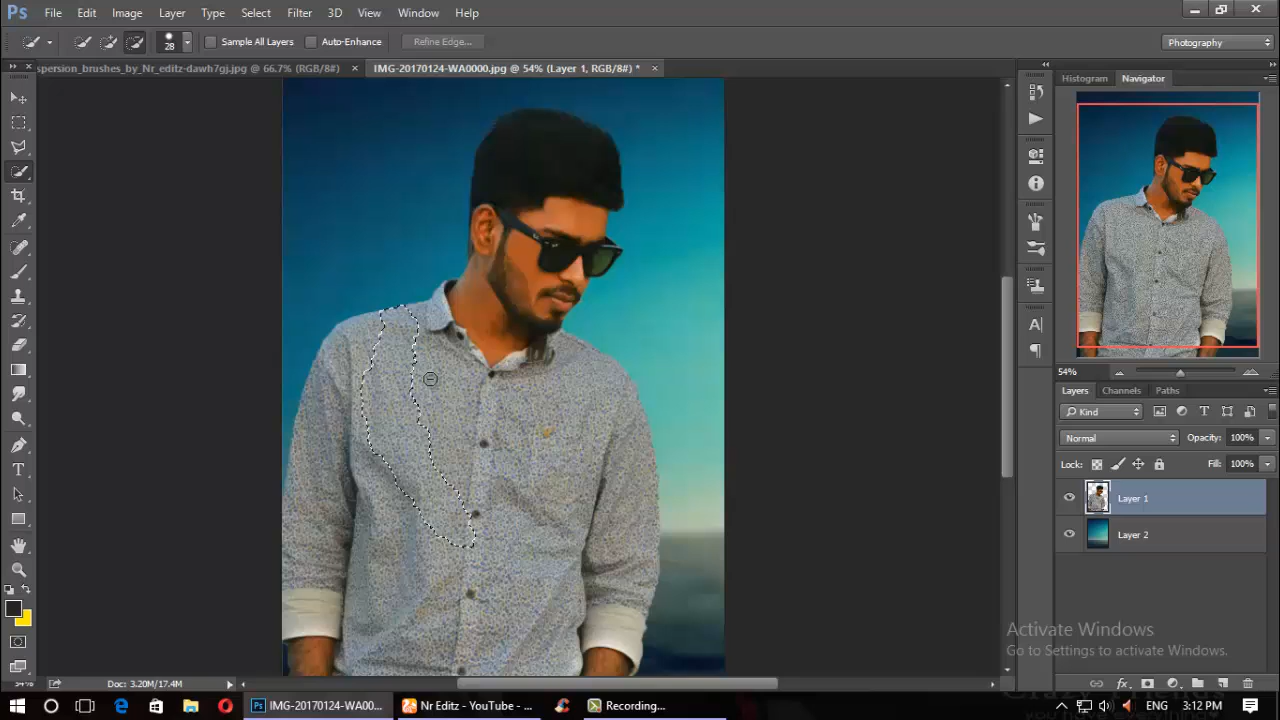 Ps File Edit Image Layer Type Select Filter 3D View Window Help
28 Sample All Layers Auto-Enhance Refine Edge... Photography
spersion_brushes_by_Nr_editz-dawh7gj.jpg @ 66.7% (RGB/8#) × IMG-20170124-WA0000.jpg @ 54% (Layer 1, RGB/8#) * ×
Histogram Navigator
54%
Layers Channels Paths
Kind
Normal Opacity: 100%
Lock: Fill: 100%
Layer 1
Layer 2
Activate Windows
Go to Settings to activate Windows.
54% Doc: 3.20M/17.4M
Crazy Friends
IMG-20170124-WA00... Nr Editz - YouTube - ... Recording... ENG 3:12 PM